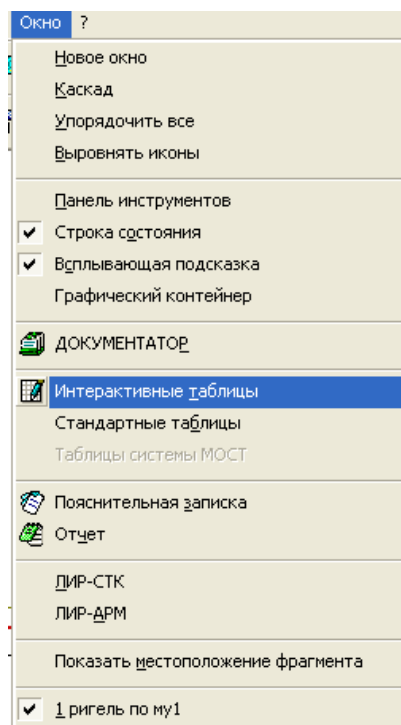 Окно ?
Новое окно
Каскад
Упорядочить все
Выровнять иконы
Панель инструментов
Строка состояния
Всплывающая подсказка
Графический контейнер
ДОКУМЕНТАТОР
Интерактивные таблицы
Стандартные таблицы
Таблицы системы МОСТ
Пояснительная записка
Отчет
ЛИР-СТК
ЛИР-АРМ
Показать местоположение фрагмента
1 ригель по му1